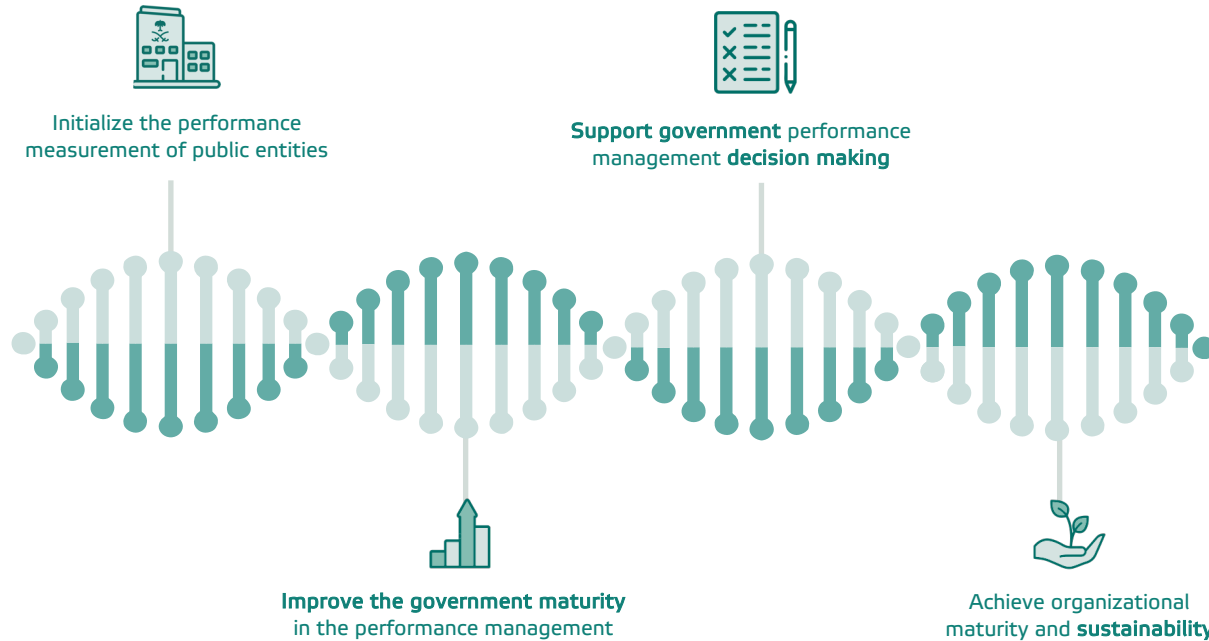 Initialize the performance
measurement of public entities
Support government performance
management decision making
Improve the government maturity
in the performance management
Achieve organizational
maturity and sustainability